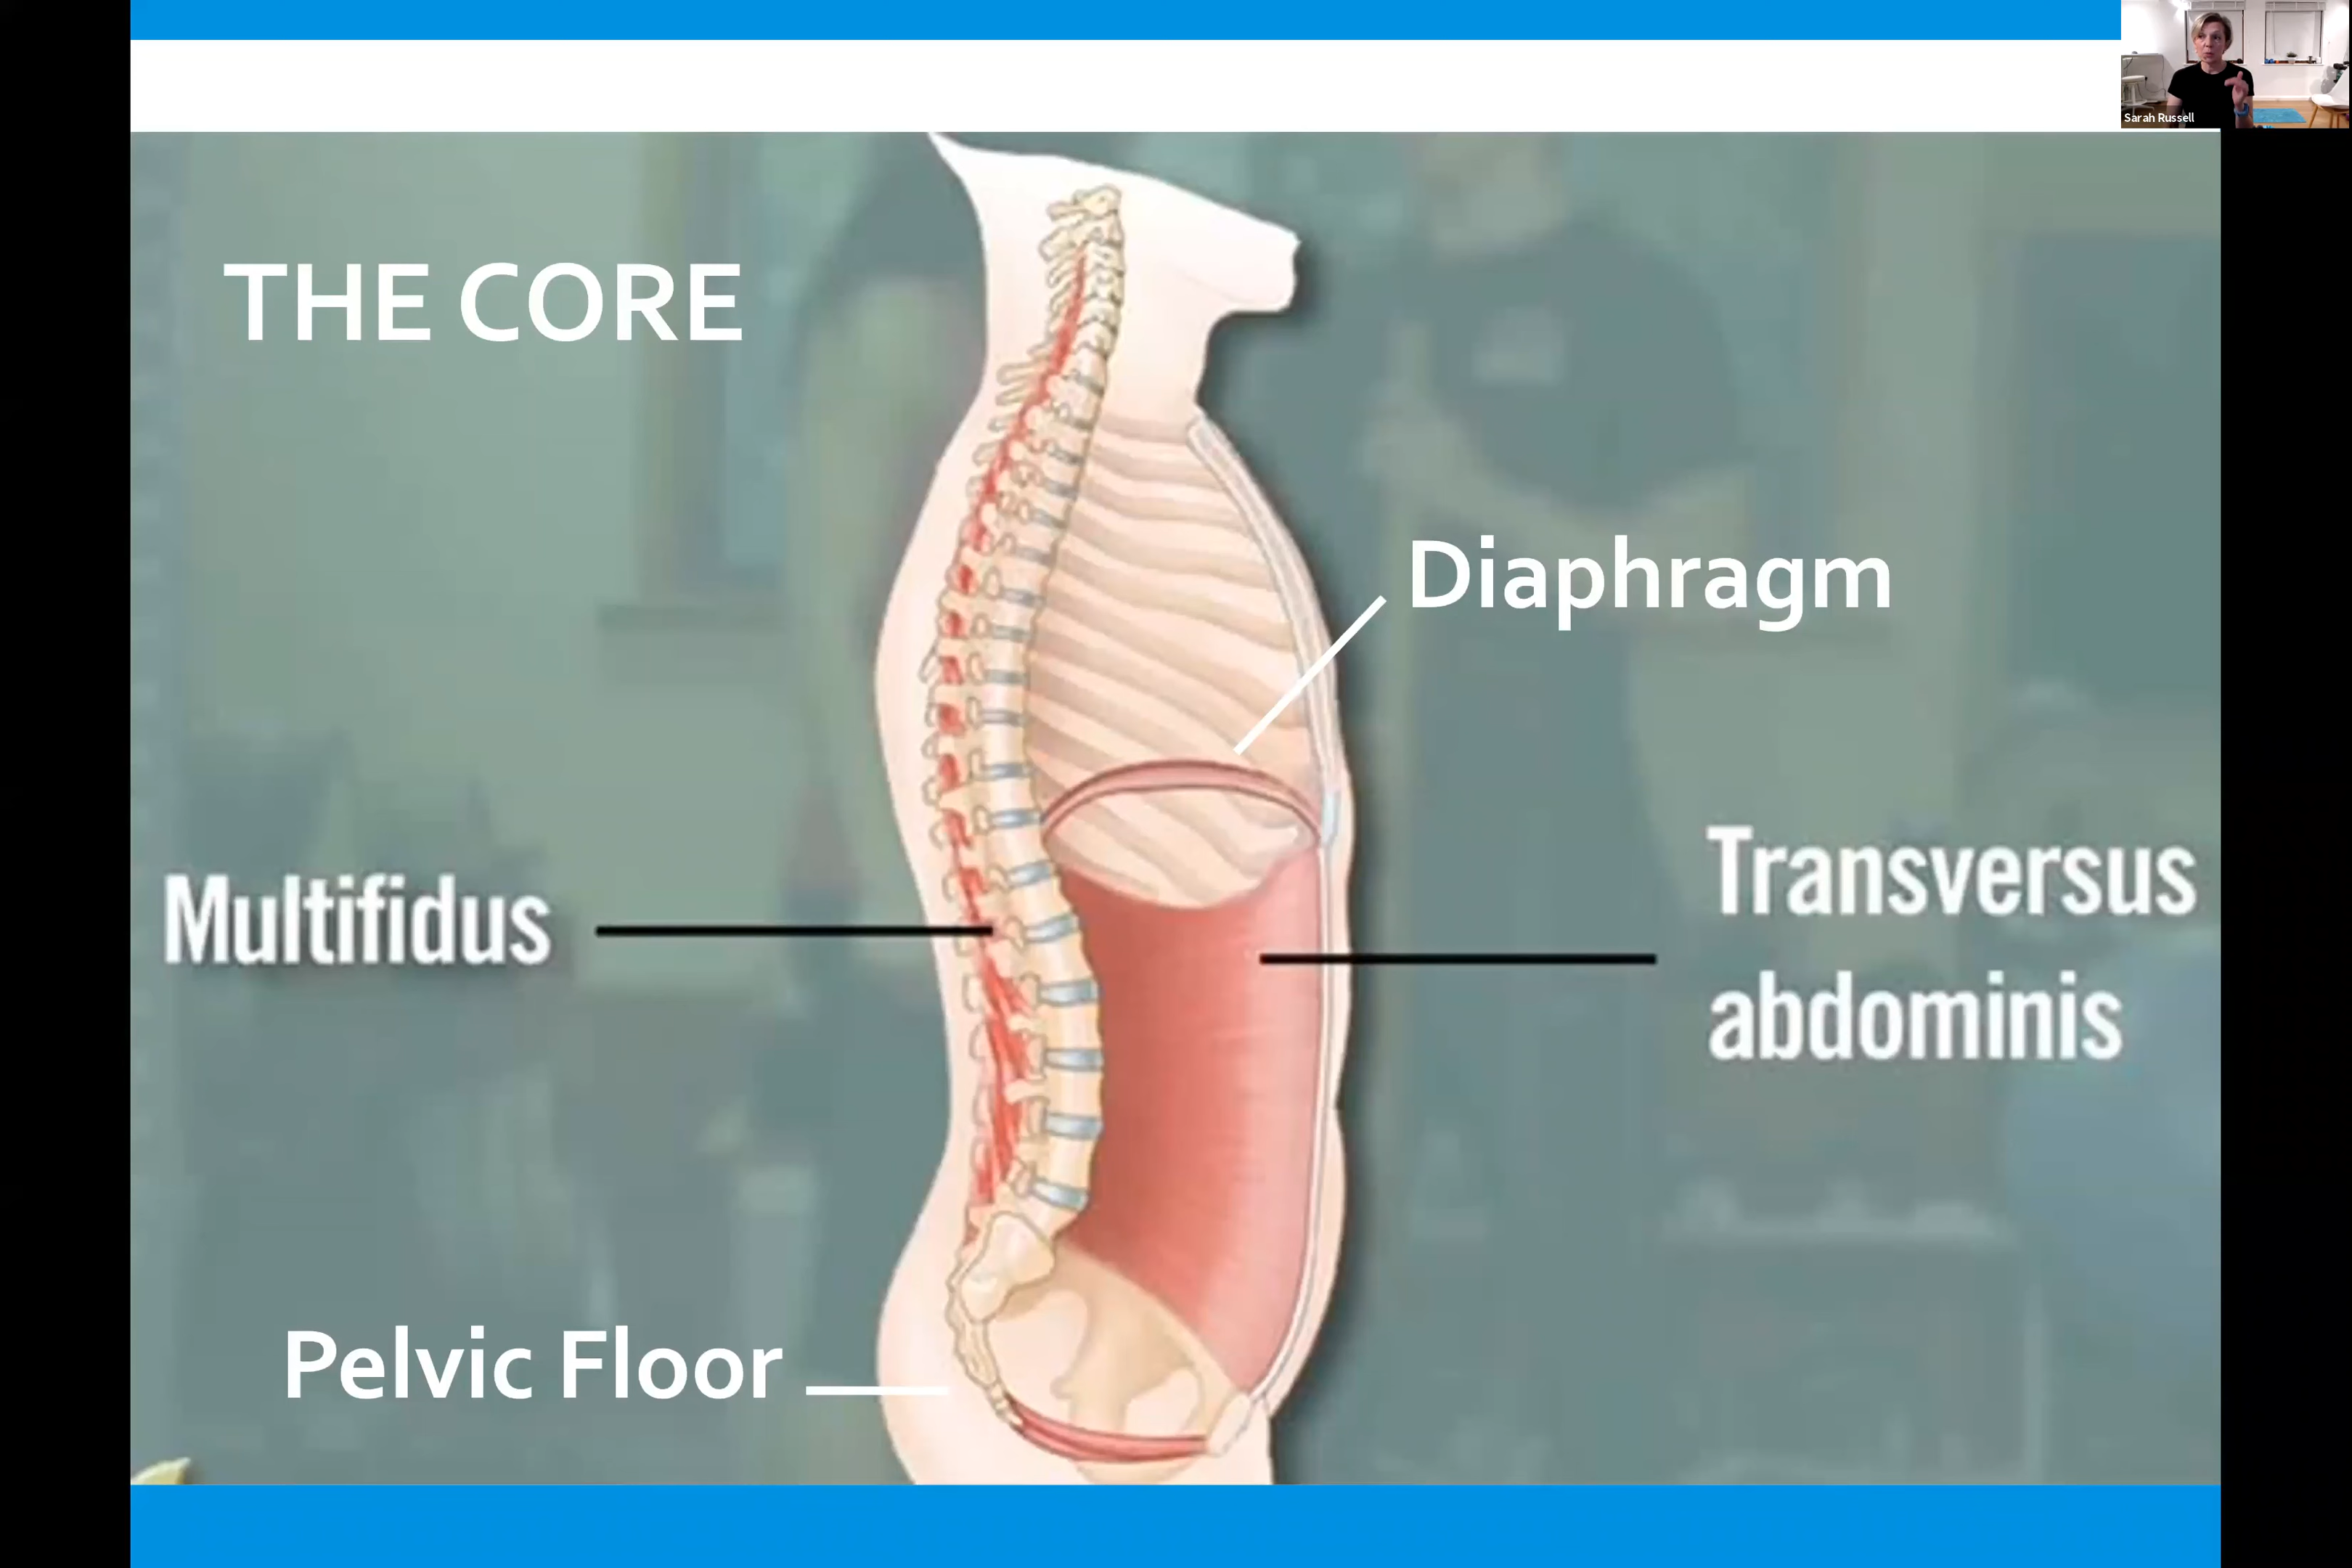 Sarah Russell
THE CORE
Diaphragm
Multifidus
Transversus
abdominis
Pelvic Floor